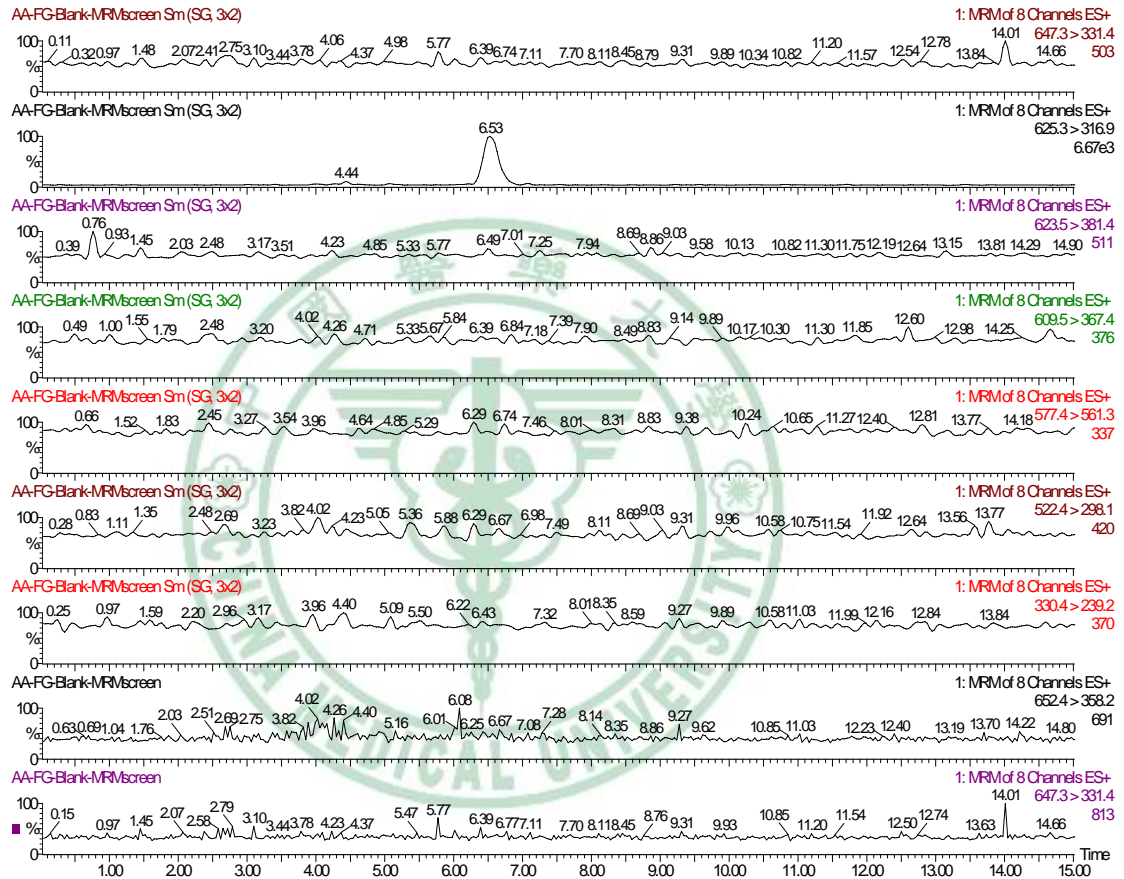 AA-FG-Blank-MRMscreen Sm (SG, 3x2) 1: MRM of 8 Channels ES+
647.3 > 331.4
503
100
%
0
0.11 0.32 0.97 1.48 2.07 2.41 2.75 3.10 3.44 3.78 4.06 4.37 4.98 5.77 6.39 6.74 7.11 7.70 8.11 8.45 8.79 9.31 9.89 10.34 10.82 11.20 11.57 12.54 12.78 13.84 14.01 14.66
AA-FG-Blank-MRMscreen Sm (SG, 3x2) 1: MRM of 8 Channels ES+
625.3 > 316.9
6.67e3
100
%
0
4.44 6.53
AA-FG-Blank-MRMscreen Sm (SG, 3x2) 1: MRM of 8 Channels ES+
623.5 > 381.4
511
100
%
0
0.39 0.76 0.93 1.45 2.03 2.48 3.17 3.51 4.23 4.85 5.33 5.77 6.49 7.01 7.25 7.94 8.69 8.86 9.03 9.58 10.13 10.82 11.30 11.75 12.19 12.64 13.15 13.81 14.29 14.90
AA-FG-Blank-MRMscreen Sm (SG, 3x2) 1: MRM of 8 Channels ES+
609.5 > 367.4
376
100
%
0
0.49 1.00 1.55 1.79 2.48 3.20 4.02 4.26 4.71 5.33 5.67 5.84 6.39 6.84 7.18 7.39 7.90 8.49 8.83 9.14 9.89 10.17 10.30 11.30 11.85 12.60 12.98 14.25
AA-FG-Blank-MRMscreen Sm (SG, 3x2) 1: MRM of 8 Channels ES+
577.4 > 561.3
337
100
%
0
0.66 1.52 1.83 2.45 3.27 3.54 3.96 4.64 4.85 5.29 6.29 6.74 7.46 8.01 8.31 8.83 9.38 10.24 10.65 11.27 12.40 12.81 13.77 14.18
AA-FG-Blank-MRMscreen Sm (SG, 3x2) 1: MRM of 8 Channels ES+
522.4 > 298.1
420
100
%
0
0.28 0.83 1.11 1.35 2.48 2.69 3.23 3.82 4.02 4.23 5.05 5.36 5.88 6.29 6.67 6.98 7.49 8.11 8.69 9.03 9.31 9.96 10.58 10.75 11.54 11.92 12.64 13.56 13.77
AA-FG-Blank-MRMscreen Sm (SG, 3x2) 1: MRM of 8 Channels ES+
330.4 > 239.2
370
100
%
0
0.25 0.97 1.59 2.20 2.96 3.17 3.96 4.40 5.09 5.50 6.22 6.43 7.32 8.01 8.35 8.59 9.27 9.89 10.58 11.03 11.99 12.16 12.84 13.84
AA-FG-Blank-MRMscreen 1: MRM of 8 Channels ES+
652.4 > 358.2
691
100
%
0
0.63 0.69 1.04 1.76 2.03 2.51 2.69 2.75 3.82 4.02 4.26 4.40 5.16 6.01 6.08 6.25 6.67 7.08 7.28 8.14 8.35 8.86 9.27 9.62 10.85 11.03 12.23 12.40 13.19 13.70 14.22 14.80
AA-FG-Blank-MRMscreen 1: MRM of 8 Channels ES+
647.3 > 331.4
813
100
%
0
0.15 0.97 1.45 2.07 2.58 2.79 3.10 3.44 3.78 4.23 4.37 5.47 5.77 6.39 6.77 7.11 7.70 8.11 8.45 8.76 9.31 9.93 10.85 11.20 11.54 12.50 12.74 13.63 14.01 14.66
Time
1.00 2.00 3.00 4.00 5.00 6.00 7.00 8.00 9.00 10.00 11.00 12.00 13.00 14.00 15.00
中國醫藥大學
CHINA MEDICAL UNIVERSITY